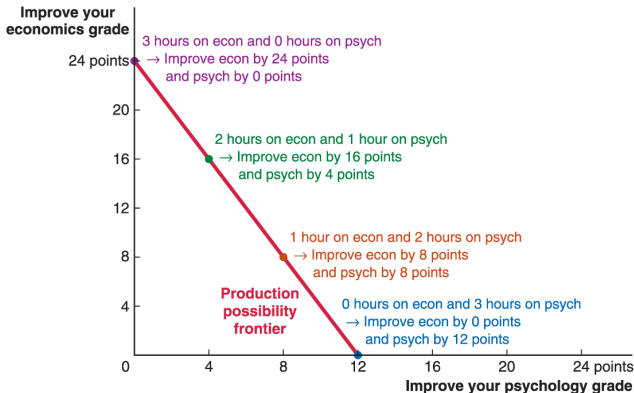 Improve your
economics grade
3 hours on econ and 0 hours on psych
24 points
→ Improve econ by 24 points
and psych by 0 points
20
2 hours on econ and 1 hour on psych
16
→ Improve econ by 16 points
and psych by 4 points
12
1 hour on econ and 2 hours on psych
8
→ Improve econ by 8 points
and psych by 8 points
Production
possibility
frontier
4
0 hours on econ and 3 hours on psych
→ Improve econ by 0 points
and psych by 12 points
0
4
8
12
16
20
24 points
Improve your psychology grade